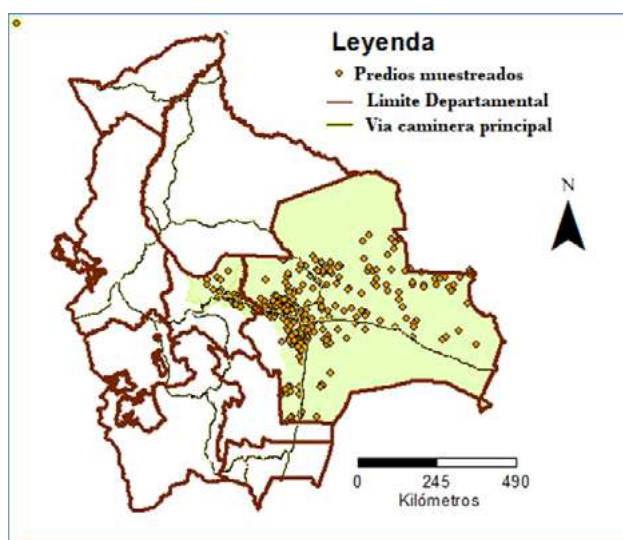 Leyenda
Predios muestreados
Limite Departamental
Via caminera principal
N
0 245 490
Kilómetros